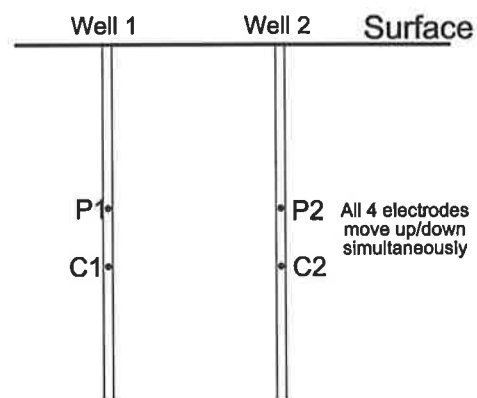 Well 1 Well 2 Surface
P1 P2 All 4 electrodes
move up/down
simultaneously
C1 C2